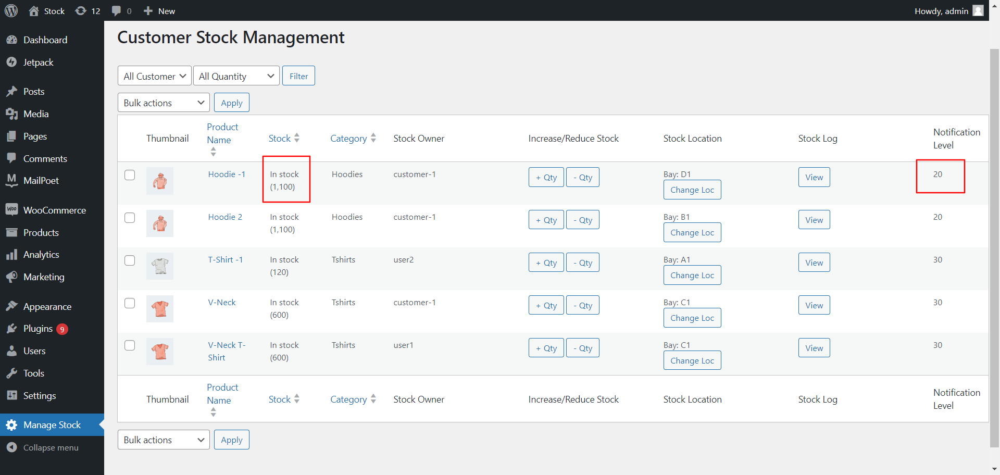 Stock 12 0 New Howdy, admin
Dashboard
Jetpack
Posts
Media
Pages
Comments
MailPoet
WooCommerce
Products
Analytics
Marketing
Appearance
Plugins 9
Users
Tools
Settings
Manage Stock
Collapse menu
Customer Stock Management
All Customer All Quantity Filter
Bulk actions Apply
Thumbnail Product Name Stock Category Stock Owner Increase/Reduce Stock Stock Location Stock Log Notification Level
Hoodie -1 In stock Hoodies customer-1 + Qty - Qty Bay: D1 View 20
(1,100) Change Loc
Hoodie 2 In stock Hoodies customer-1 + Qty - Qty Bay: B1 View 20
(1,100) Change Loc
T-Shirt -1 In stock Tshirts user2 + Qty - Qty Bay: A1 View 30
(120) Change Loc
V-Neck In stock Tshirts customer-1 + Qty - Qty Bay: C1 View 30
(600) Change Loc
V-Neck T- In stock Tshirts user1 + Qty - Qty Bay: C1 View 30
Shirt (600) Change Loc
Thumbnail Product Name Stock Category Stock Owner Increase/Reduce Stock Stock Location Stock Log Notification Level
Bulk actions Apply